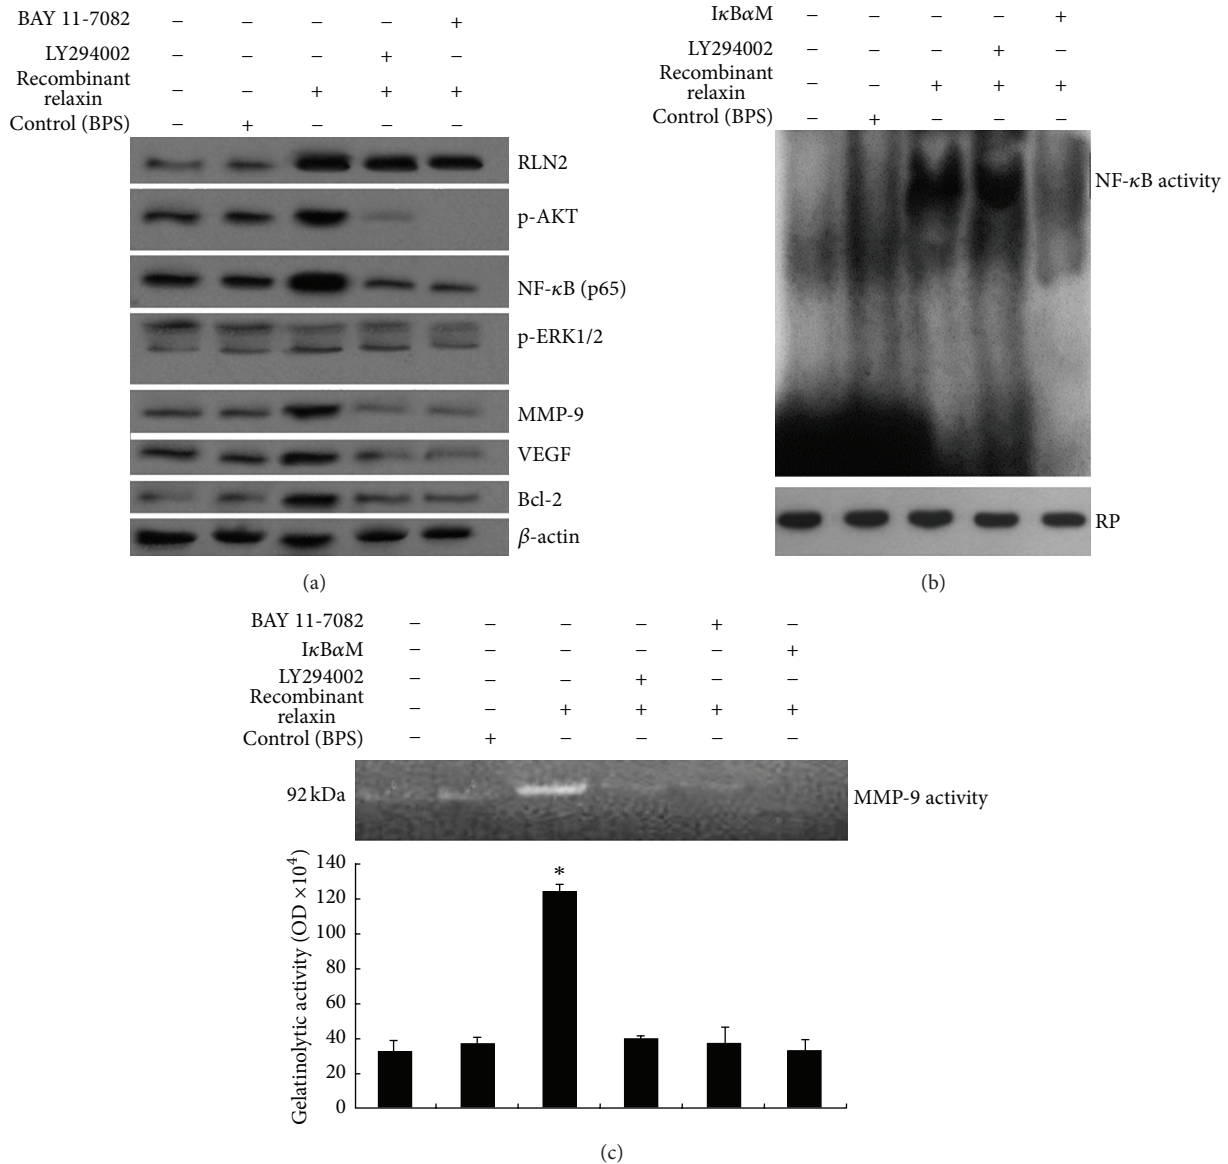 BAY 11-7082 − − − − +
LY294002 − − − + −
Recombinant
relaxin − − + + +
Control (BPS) − + − − −
RLN2
p-AKT
NF-κB (p65)
p-ERK1/2
MMP-9
VEGF
Bcl-2
β-actin
(a)
IκBαM − − − − +
LY294002 − − − + −
Recombinant
relaxin − − + + +
Control (BPS) − + − − −
NF-κB activity
RP
(b)
BAY 11-7082 − − − − + −
IκBαM − − − − − +
LY294002 − − − + − −
Recombinant
relaxin − − + + + +
Control (BPS) − + − − − −
92 kDa
MMP-9 activity
Gelatinolytic activity (OD ×10⁴)
140
120
100
80
60
40
20
0
*
(c)